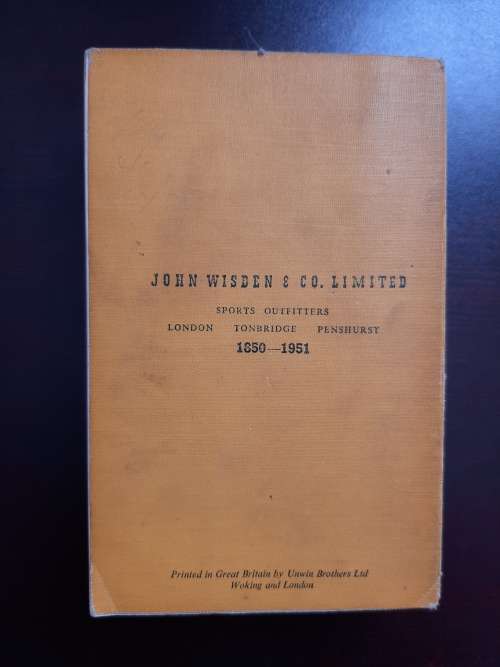 JOHN WISDEN & CO. LIMITED
SPORTS OUTFITTERS
LONDON TONBRIDGE PENSHURST
1850—1951
Printed in Great Britain by Unwin Brothers Ltd
Woking and London